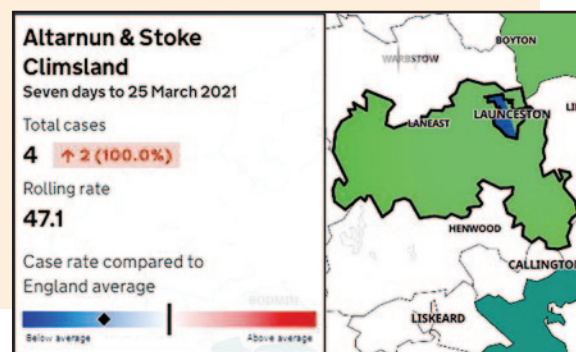 Altarnun & Stoke
Climsland
Seven days to 25 March 2021
Total cases
4 ↑ 2 (100.0%)
Rolling rate
47.1
Case rate compared to
England average
BODMIN
Below average Above average
BOYTON
WARBSTOW
LANEAST
LAUNCESTON
LI
HENWOOD
CALLINGTON
LISKEARD